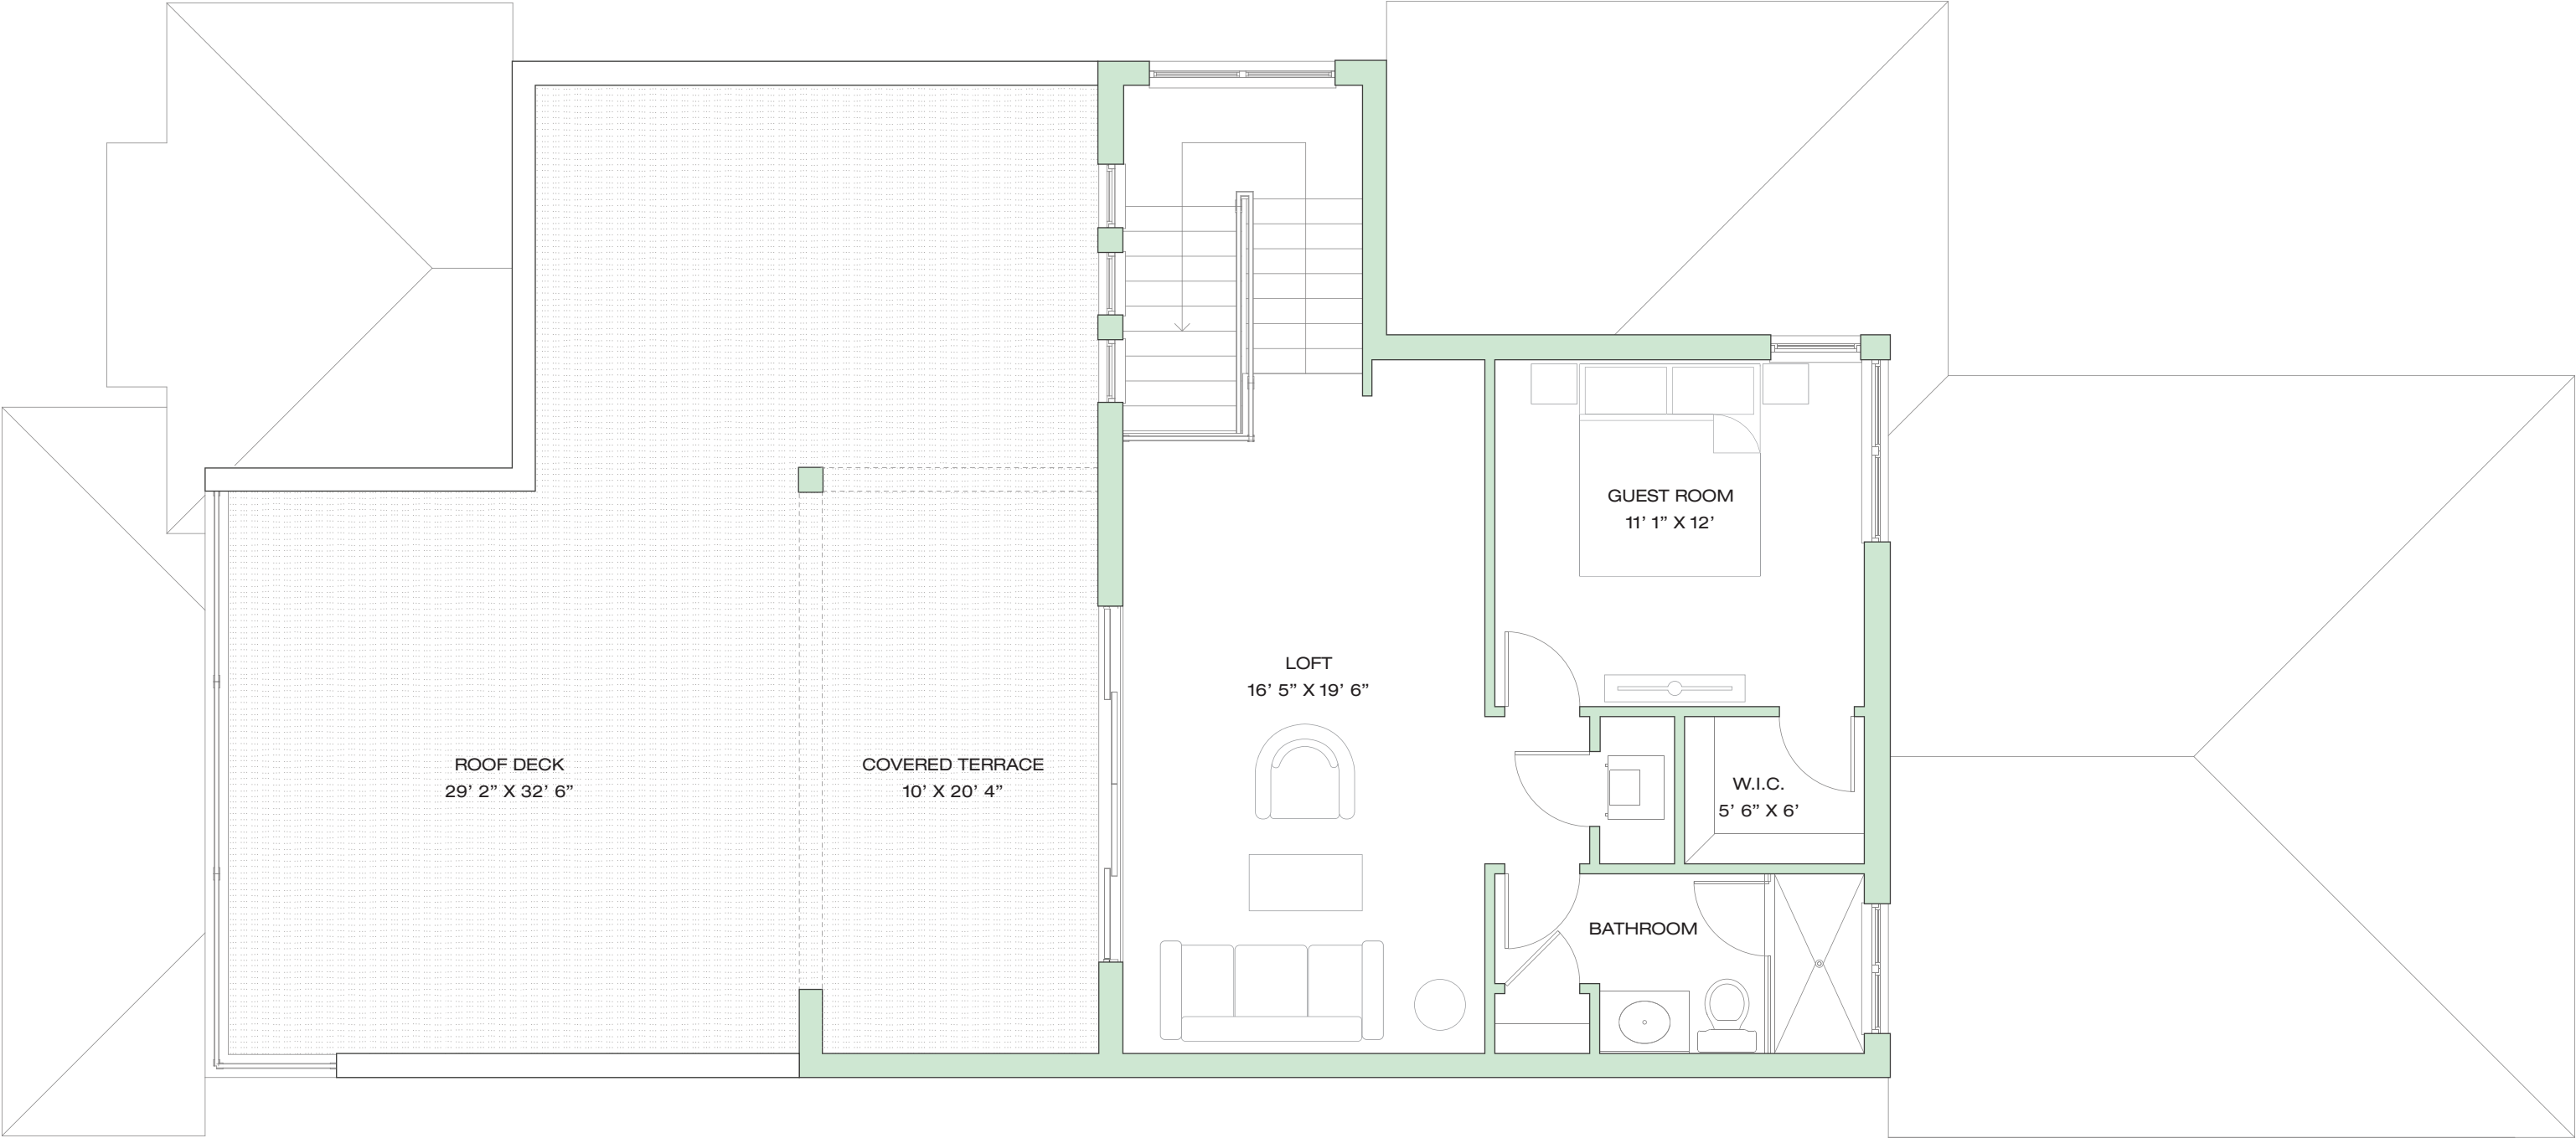 GUEST ROOM
11’ 1” X 12’
LOFT
16’ 5” X 19’ 6”
ROOF DECK
29’ 2” X 32’ 6”
COVERED TERRACE
10’ X 20’ 4”
W.I.C.
5’ 6” X 6’
BATHROOM